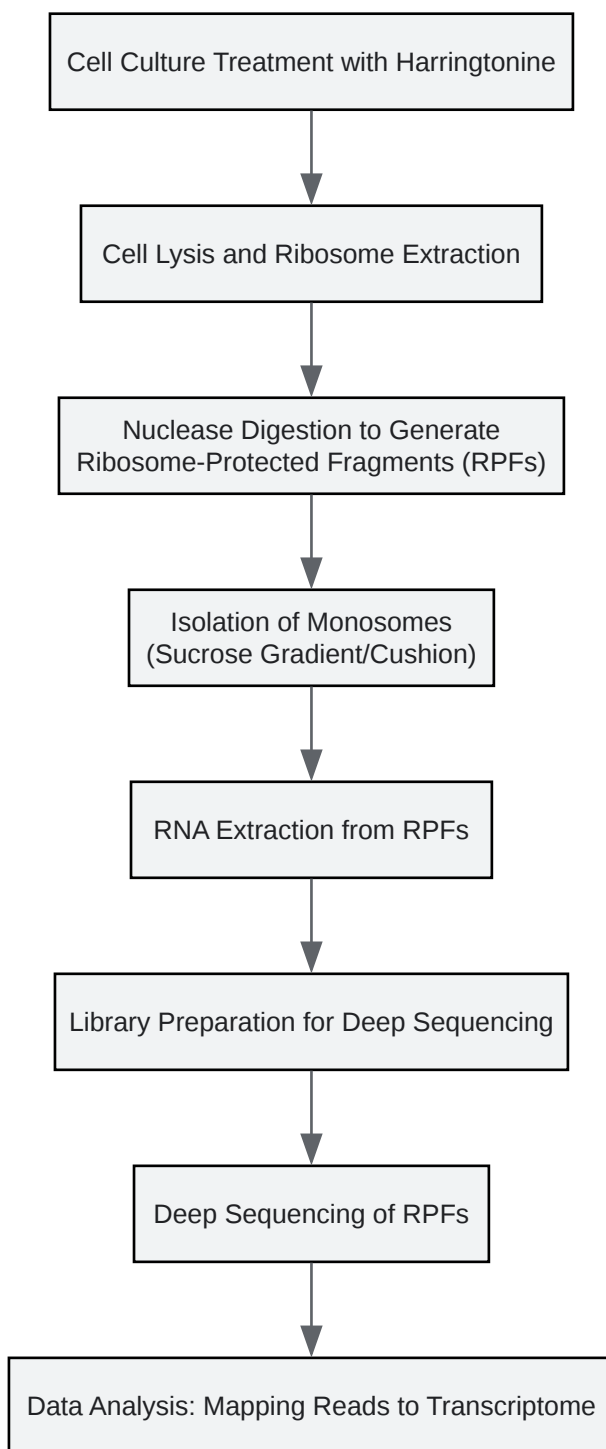 Cell Culture Treatment with Harringtonine
Cell Lysis and Ribosome Extraction
Nuclease Digestion to Generate
Ribosome-Protected Fragments (RPFs)
Isolation of Monosomes
(Sucrose Gradient/Cushion)
RNA Extraction from RPFs
Library Preparation for Deep Sequencing
Deep Sequencing of RPFs
Data Analysis: Mapping Reads to Transcriptome